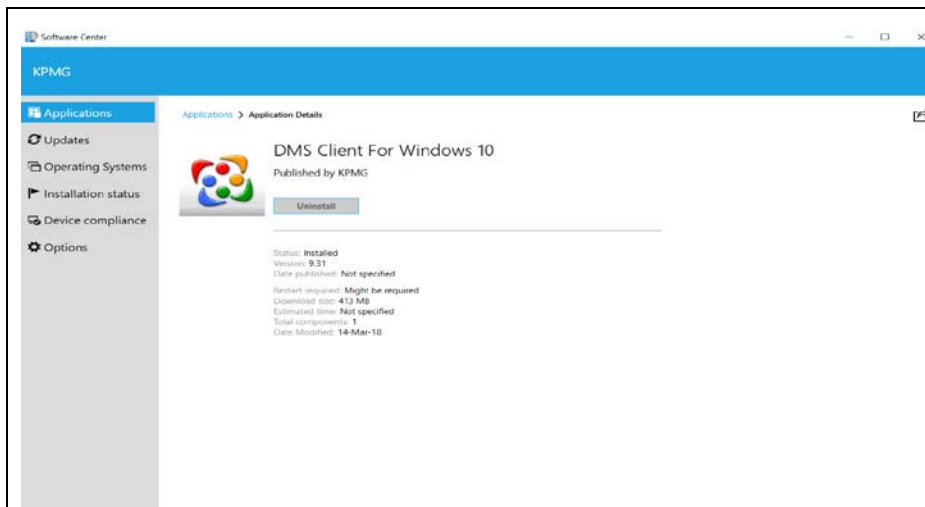 Software Center
KPMG
Applications
Updates
Operating Systems
Installation status
Device compliance
Options
Applications > Application Details
DMS Client For Windows 10
Published by KPMG
Uninstall
Status: Installed
Version: 9.31
Date published: Not specified
Restart required: Might be required
Download size: 413 MB
Estimated time: Not specified
Total components: 1
Date Modified: 14-Mar-18